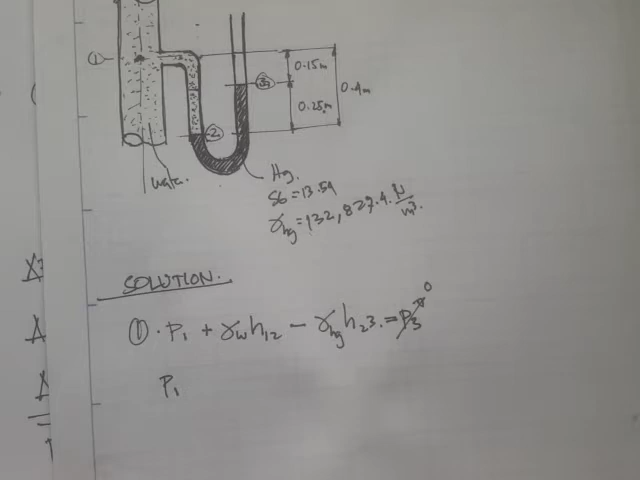 ①
0.15m
③
0.4m
0.25m
②
water
Hg.
SG = 13.54
γhg = 132,827.4 N/m³.
SOLUTION.
① · P₁ + γw h₁₂ − γhg h₂₃. = P₃ 0
P₁